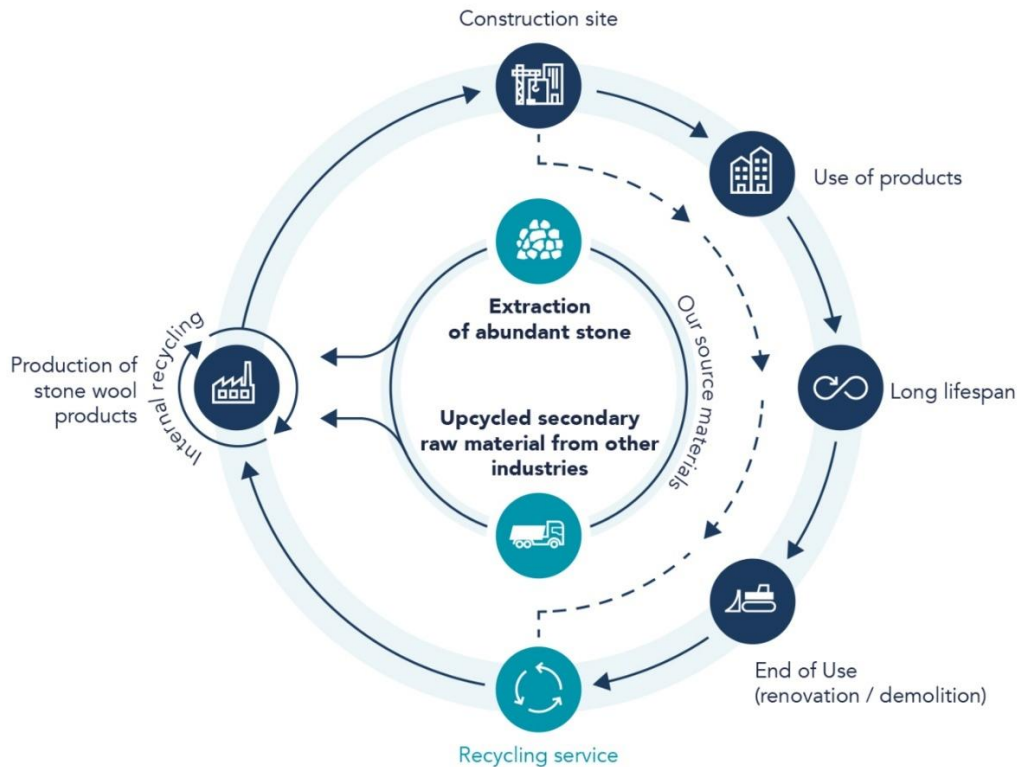 Construction site
Use of products
Extraction
of abundant stone
Our source materials
Internal recycling
Production of
stone wool
products
Long lifespan
Upcycled secondary
raw material from other
industries
End of Use
(renovation / demolition)
Recycling service